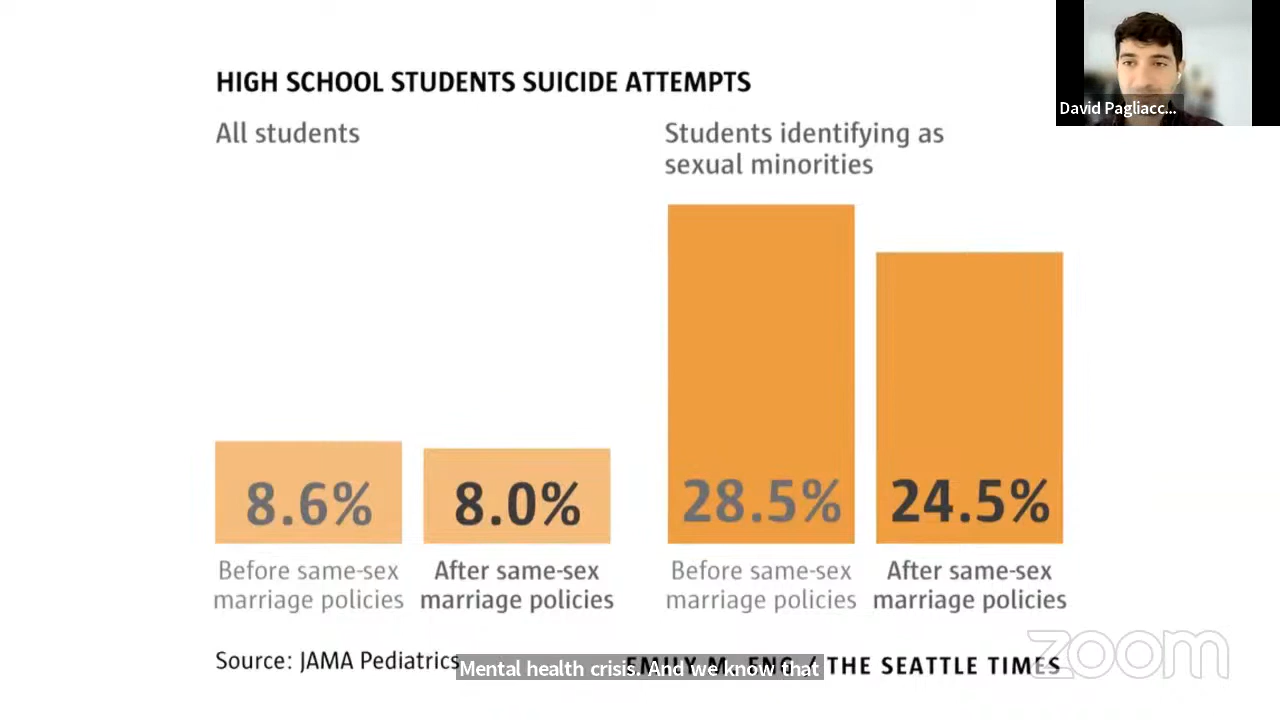 HIGH SCHOOL STUDENTS SUICIDE ATTEMPTS
All students
Students identifying as
sexual minorities
8.6%
8.0%
28.5%
24.5%
Before same-sex
marriage policies
After same-sex
marriage policies
Before same-sex
marriage policies
After same-sex
marriage policies
Source: JAMA Pediatrics
EMILY M. ENG / THE SEATTLE TIMES
Mental health crisis. And we know that
David Pagliacc...
zoom